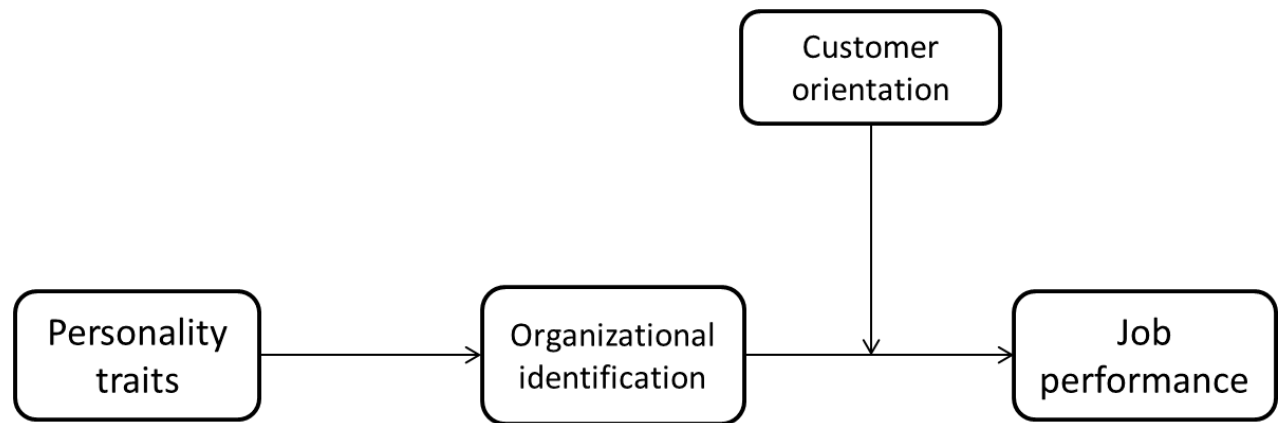 Customer
orientation
Personality
traits
Organizational
identification
Job
performance